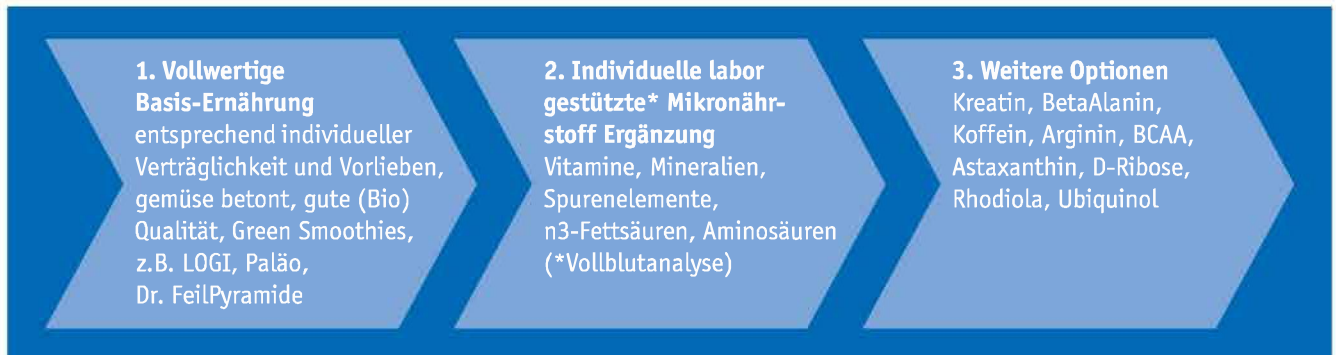 1. Vollwertige
Basis-Ernährung
entsprechend individueller
Verträglichkeit und Vorlieben,
gemüse betont, gute (Bio)
Qualität, Green Smoothies,
z.B. LOGI, Paläo,
Dr. FeilPyramide
2. Individuelle labor
gestützte* Mikronähr-
stoff Ergänzung
Vitamine, Mineralien,
Spurenelemente,
n3-Fettsäuren, Aminosäuren
(*Vollblutanalyse)
3. Weitere Optionen
Kreatin, BetaAlanin,
Koffein, Arginin, BCAA,
Astaxanthin, D-Ribose,
Rhodiola, Ubiquinol